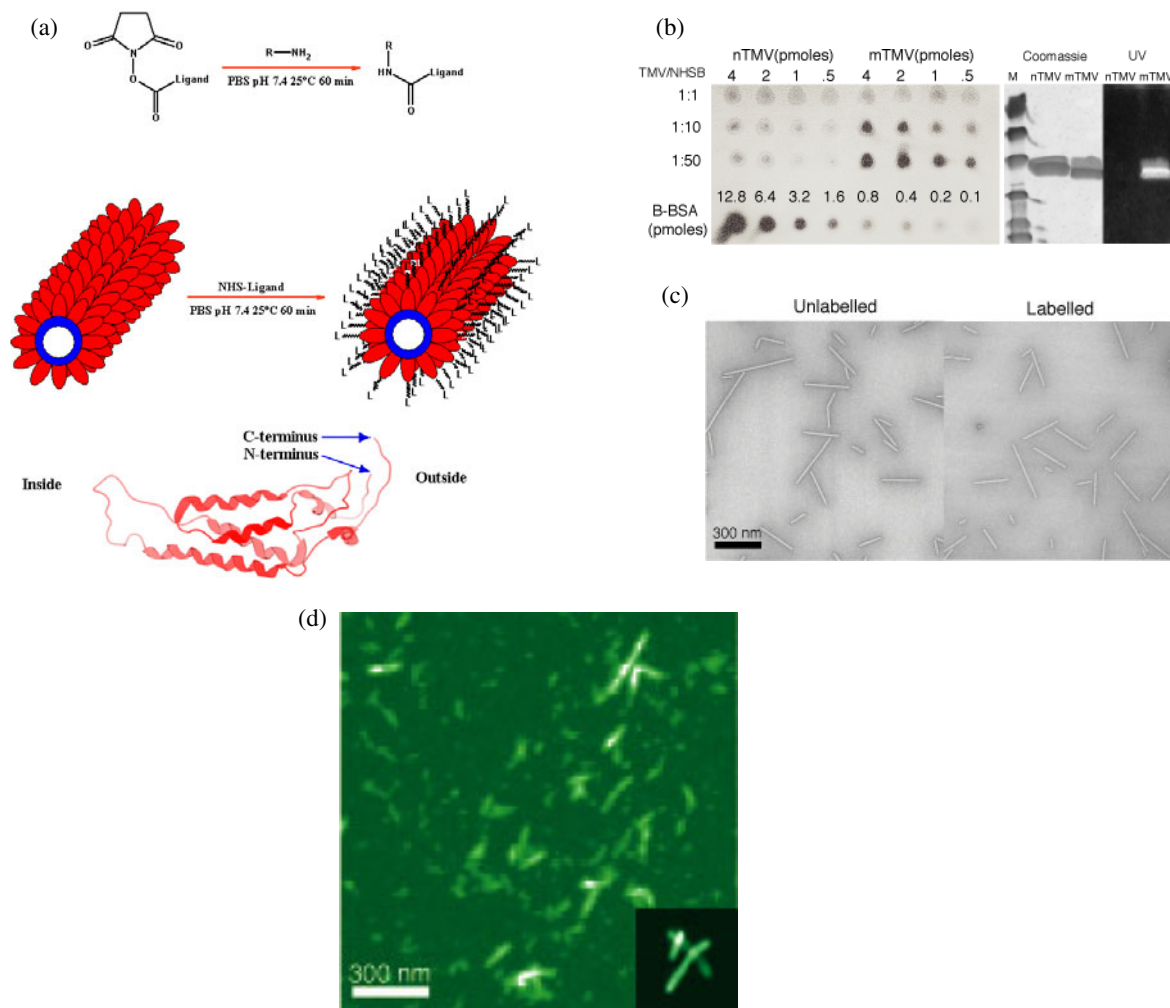 (a)
O
N
O
O
Ligand
O
R—NH₂
PBS pH 7.4 25°C 60 min
R
HN
Ligand
O
NHS-Ligand
PBS pH 7.4 25°C 60 min
L L L L L L L L L L L L L L L L L L L L
C-terminus
N-terminus
Inside
Outside
(b)
nTMV(pmoles) mTMV(pmoles)
TMV/NHSB 4 2 1 .5 4 2 1 .5
1:1
1:10
1:50
12.8 6.4 3.2 1.6 0.8 0.4 0.2 0.1
B-BSA
(pmoles)
Coomassie UV
M nTMV mTMV nTMV mTMV
(c)
Unlabelled Labelled
300 nm
(d)
300 nm